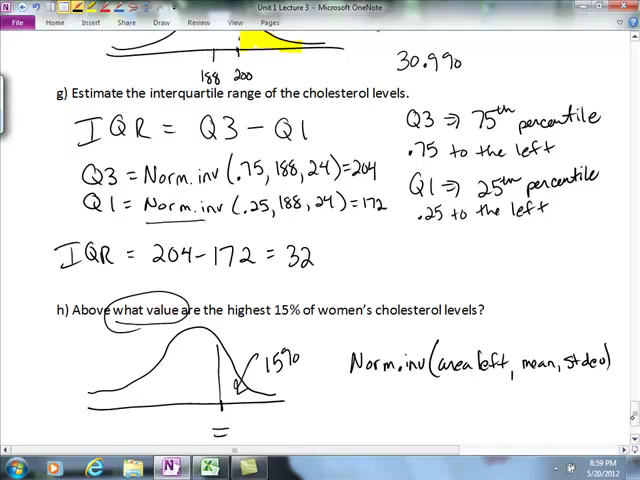 Unit 1 Lecture 3 - Microsoft OneNote
File Home Insert Share Draw Review View
188 200
30.9%
g) Estimate the interquartile range of the cholesterol levels.
IQR = Q3 - Q1
Q3 = Norm.inv(.75, 188, 24) = 204
Q1 = Norm.inv(.25, 188, 24) = 172
Q3 ⇒ 75th percentile
.75 to the left
Q1 ⇒ 25th percentile
.25 to the left
IQR = 204 - 172 = 32
h) Above what value are the highest 15% of women's cholesterol levels?
15%
=
Norm.inv(area left, mean, stdev)
8:59 PM
5/20/2012